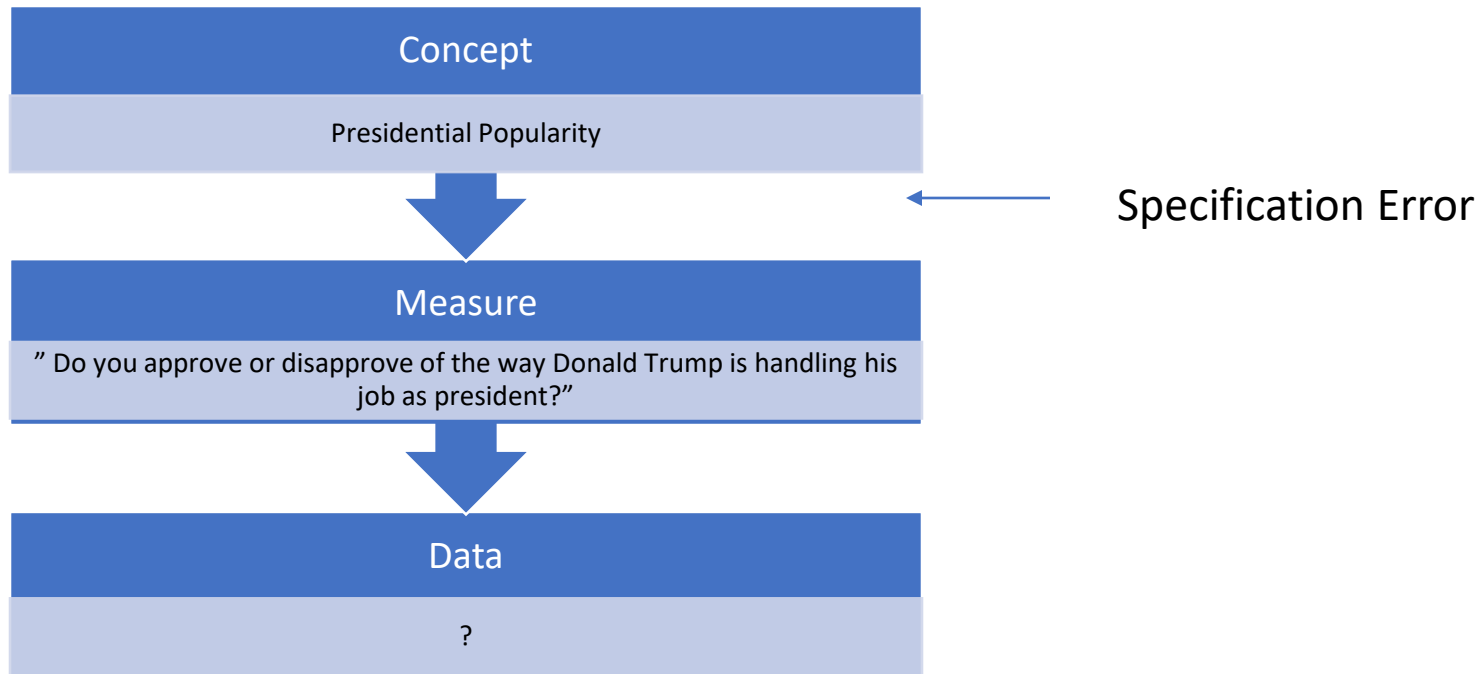 Concept
Presidential Popularity
Specification Error
Measure
” Do you approve or disapprove of the way Donald Trump is handling his
job as president?”
Data
?